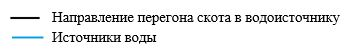 Направление перегона скота в водоисточнику
Источники воды